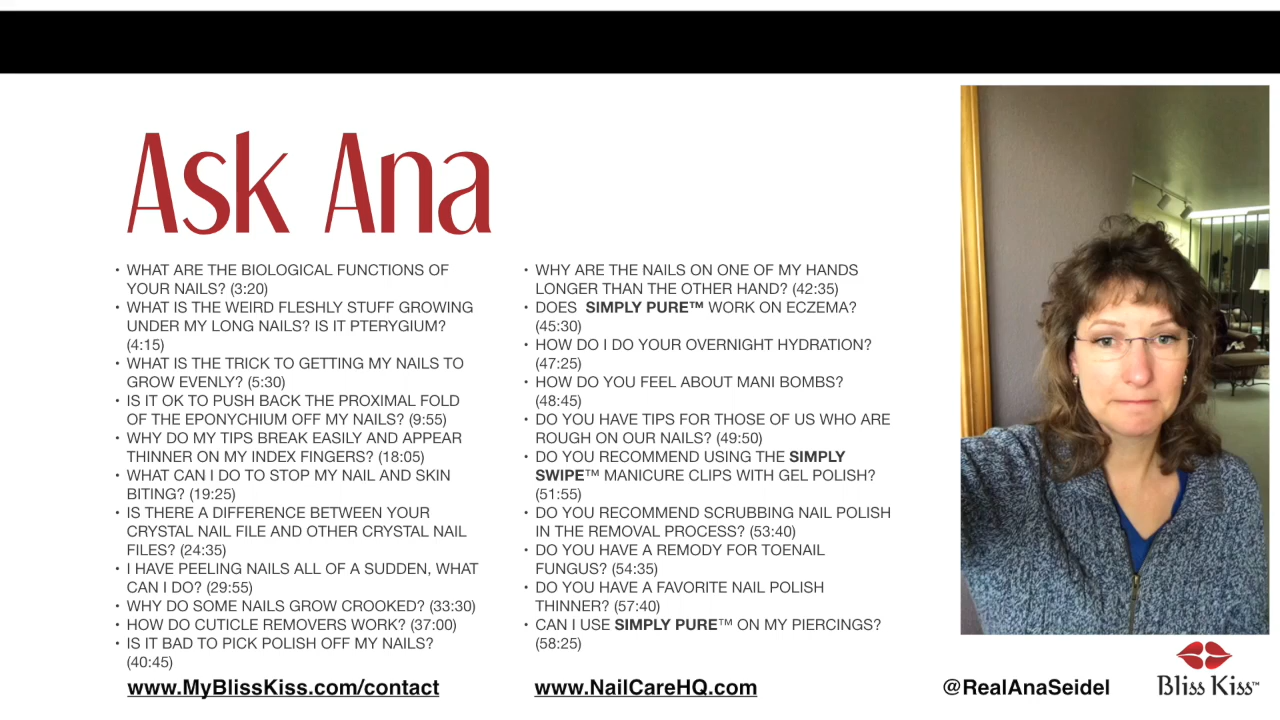 Ask Ana
• WHAT ARE THE BIOLOGICAL FUNCTIONS OF
YOUR NAILS? (3:20)
• WHAT IS THE WEIRD FLESHLY STUFF GROWING
UNDER MY LONG NAILS? IS IT PTERYGIUM?
(4:15)
• WHAT IS THE TRICK TO GETTING MY NAILS TO
GROW EVENLY? (5:30)
• IS IT OK TO PUSH BACK THE PROXIMAL FOLD
OF THE EPONYCHIUM OFF MY NAILS? (9:55)
• WHY DO MY TIPS BREAK EASILY AND APPEAR
THINNER ON MY INDEX FINGERS? (18:05)
• WHAT CAN I DO TO STOP MY NAIL AND SKIN
BITING? (19:25)
• IS THERE A DIFFERENCE BETWEEN YOUR
CRYSTAL NAIL FILE AND OTHER CRYSTAL NAIL
FILES? (24:35)
• I HAVE PEELING NAILS ALL OF A SUDDEN, WHAT
CAN I DO? (29:55)
• WHY DO SOME NAILS GROW CROOKED? (33:30)
• HOW DO CUTICLE REMOVERS WORK? (37:00)
• IS IT BAD TO PICK POLISH OFF MY NAILS?
(40:45)
• WHY ARE THE NAILS ON ONE OF MY HANDS
LONGER THAN THE OTHER HAND? (42:35)
• DOES SIMPLY PURE™ WORK ON ECZEMA?
(45:30)
• HOW DO I DO YOUR OVERNIGHT HYDRATION?
(47:25)
• HOW DO YOU FEEL ABOUT MANI BOMBS?
(48:45)
• DO YOU HAVE TIPS FOR THOSE OF US WHO ARE
ROUGH ON OUR NAILS? (49:50)
• DO YOU RECOMMEND USING THE SIMPLY
SWIPE™ MANICURE CLIPS WITH GEL POLISH?
(51:55)
• DO YOU RECOMMEND SCRUBBING NAIL POLISH
IN THE REMOVAL PROCESS? (53:40)
• DO YOU HAVE A REMODY FOR TOENAIL
FUNGUS? (54:35)
• DO YOU HAVE A FAVORITE NAIL POLISH
THINNER? (57:40)
• CAN I USE SIMPLY PURE™ ON MY PIERCINGS?
(58:25)
www.MyBlissKiss.com/contact
www.NailCareHQ.com
@RealAnaSeidel
Bliss Kiss™